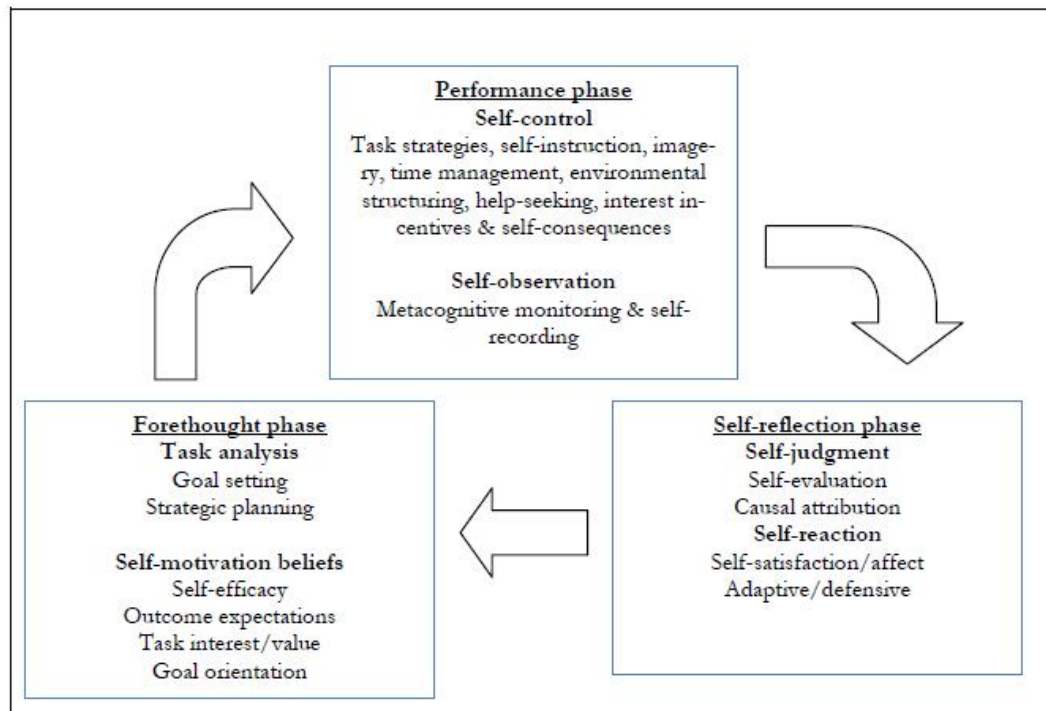 Performance phase
Self-control
Task strategies, self-instruction, image-
ry, time management, environmental
structuring, help-seeking, interest in-
centives & self-consequences
Self-observation
Metacognitive monitoring & self-
recording
Forethought phase
Task analysis
Goal setting
Strategic planning
Self-motivation beliefs
Self-efficacy
Outcome expectations
Task interest/value
Goal orientation
Self-reflection phase
Self-judgment
Self-evaluation
Causal attribution
Self-reaction
Self-satisfaction/affect
Adaptive/defensive